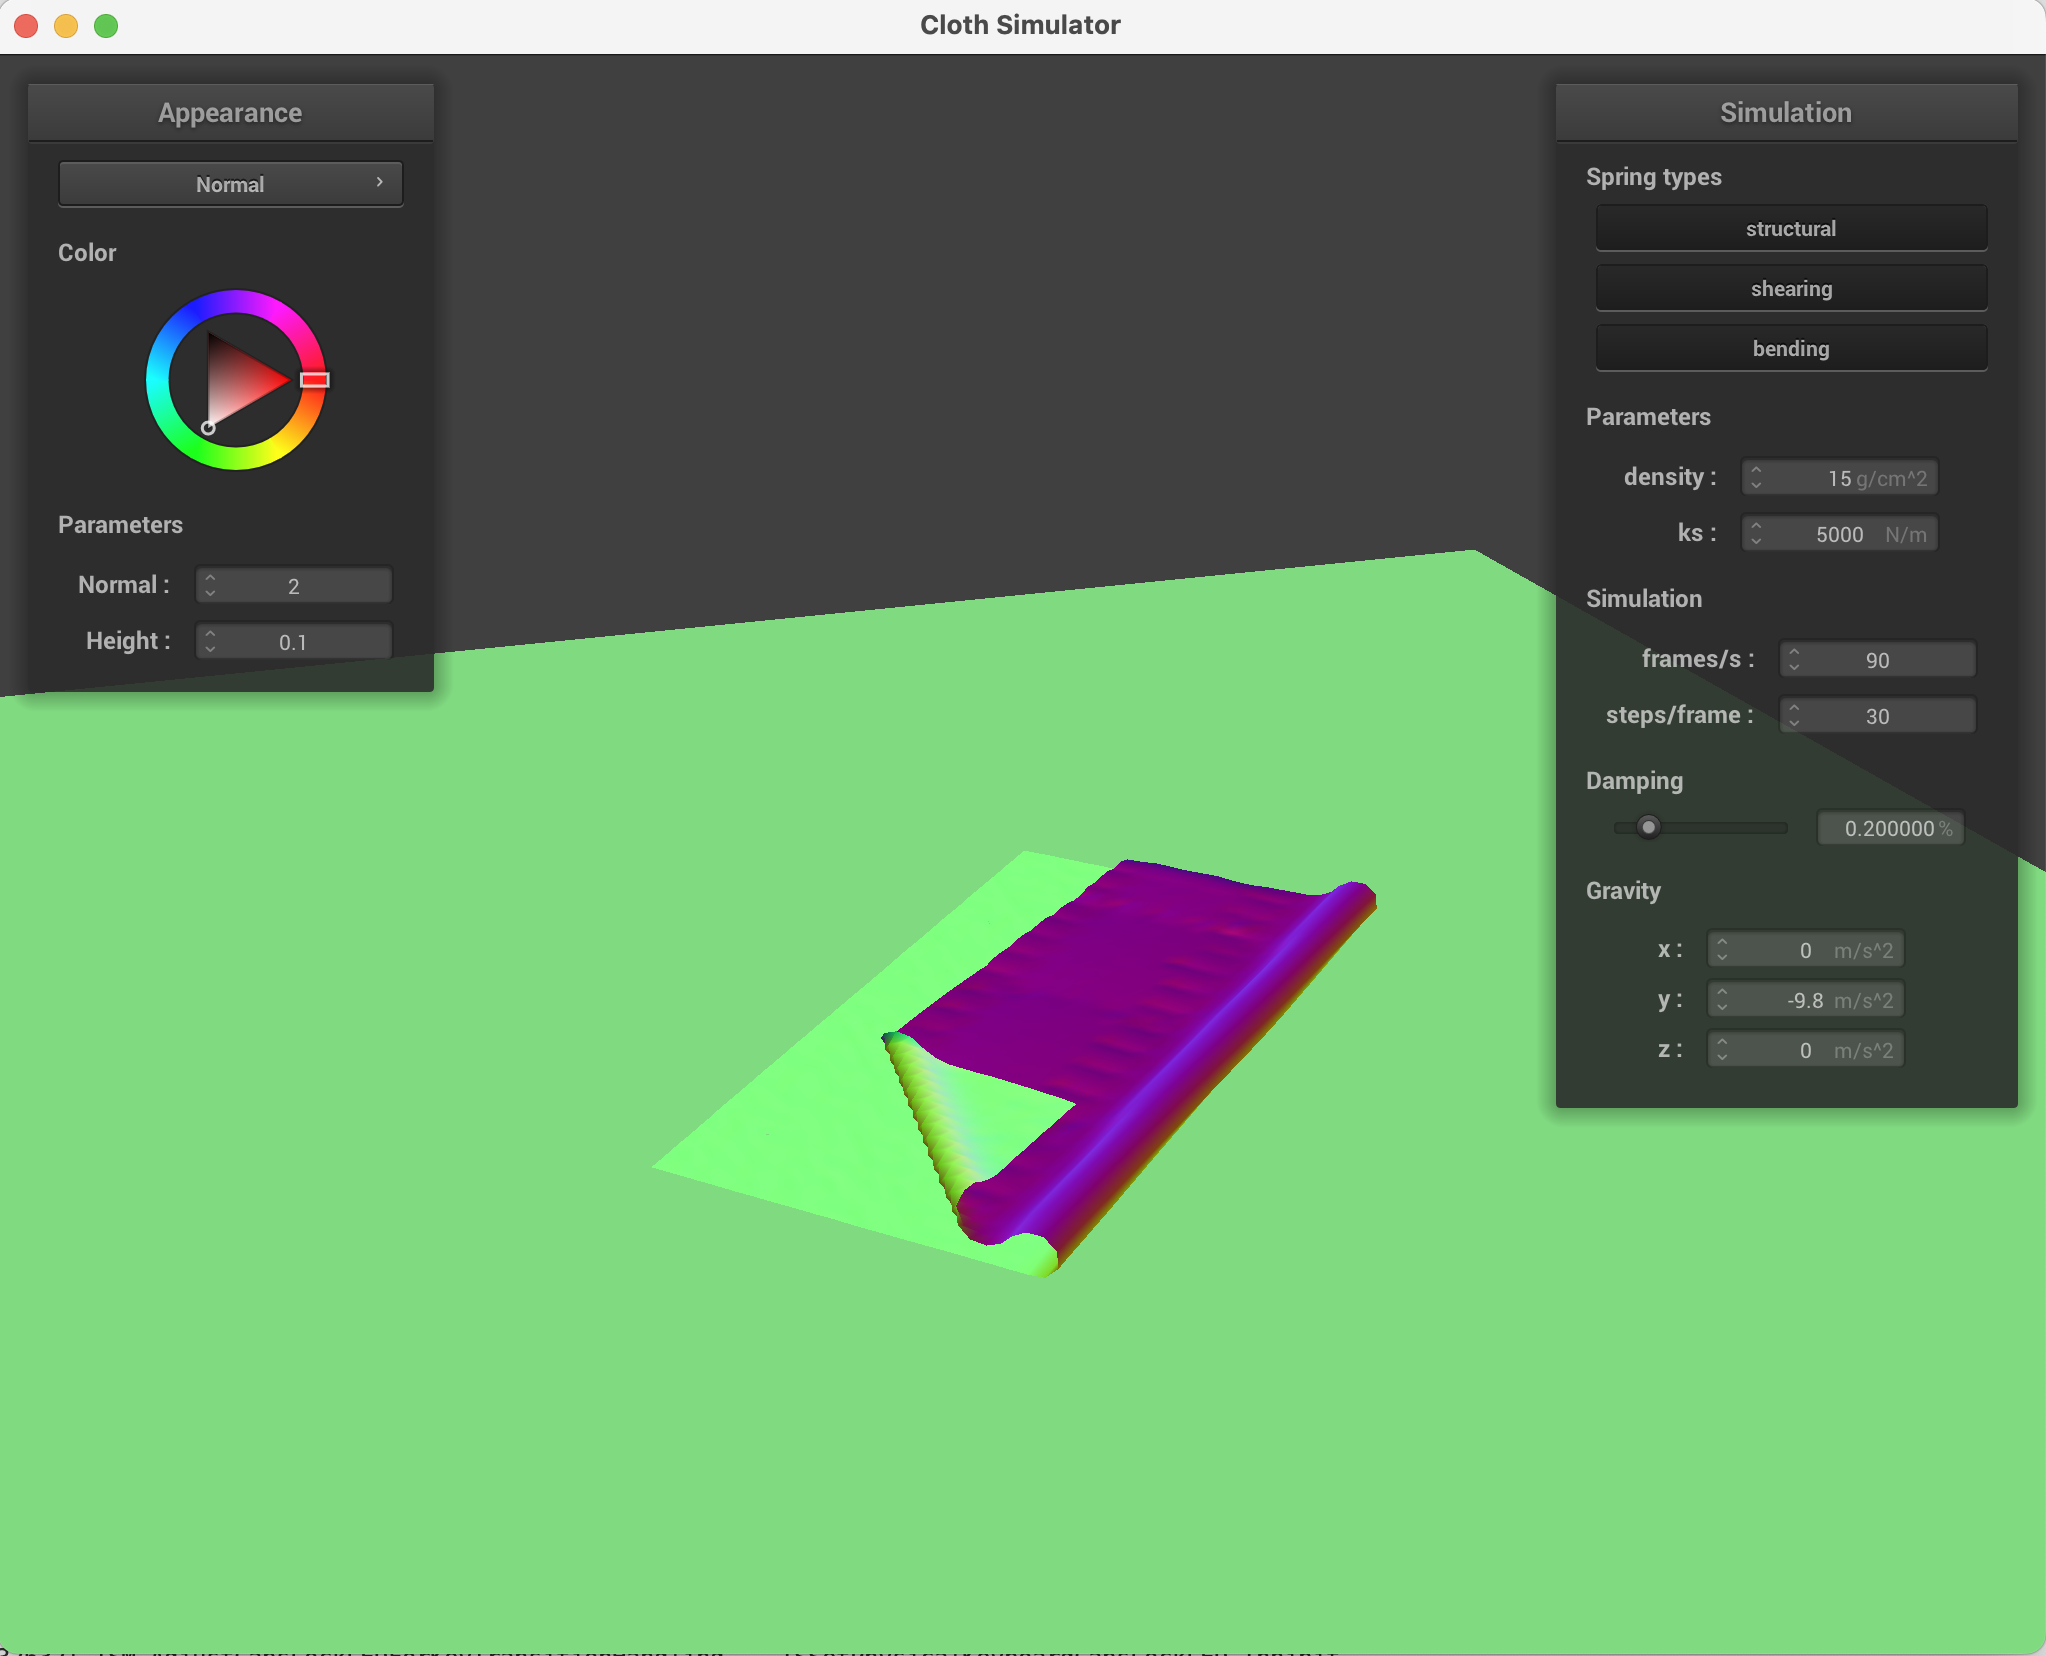 Cloth Simulator
Appearance
Normal
Color
Parameters
Normal : 2
Height : 0.1
Simulation
Spring types
structural
shearing
bending
Parameters
density : 15 g/cm^2
ks : 5000 N/m
Simulation
frames/s : 90
steps/frame : 30
Damping
0.200000 %
Gravity
x : 0 m/s^2
y : -9.8 m/s^2
z : 0 m/s^2